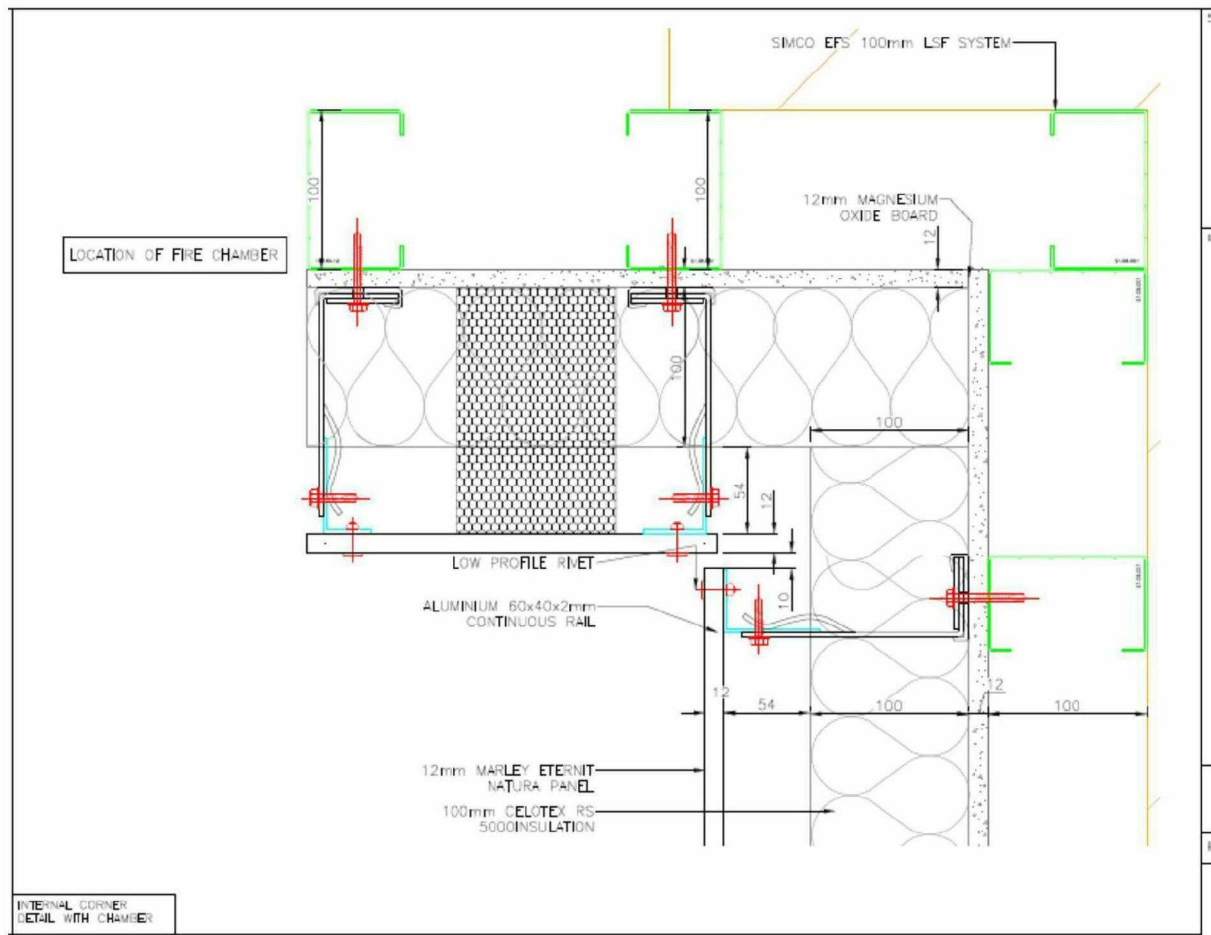 SIMCO EFS 100mm LSF SYSTEM
100
100
12mm MAGNESIUM
OXIDE BOARD
12
LOCATION OF FIRE CHAMBER
100
100
54
12
LOW PROFILE RIVET
10
ALUMINIUM 60x40x2mm
CONTINUOUS RAIL
12
12
54
100
100
12mm MARLEY ETERNIT
NATURA PANEL
100mm CELOTEX RS
5000INSULATION
INTERNAL CORNER
DETAIL WITH CHAMBER